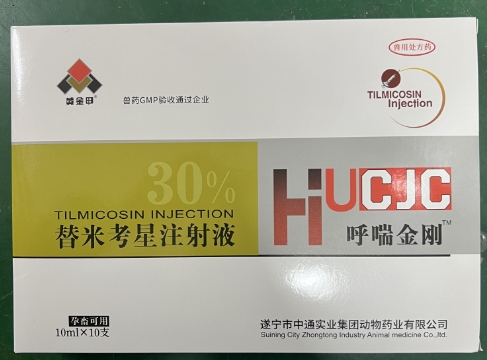 兽用处方药
黄金甲®
兽药GMP验收通过企业
TILMICOSIN
Injection
30%
TILMICOSIN INJECTION
替米考星注射液
HUCJC
呼喘金刚™
孕畜可用
10ml×10支
遂宁市中通实业集团动物药业有限公司
Suining City Zhongtong Industry Animal medicine Co.,ltd.